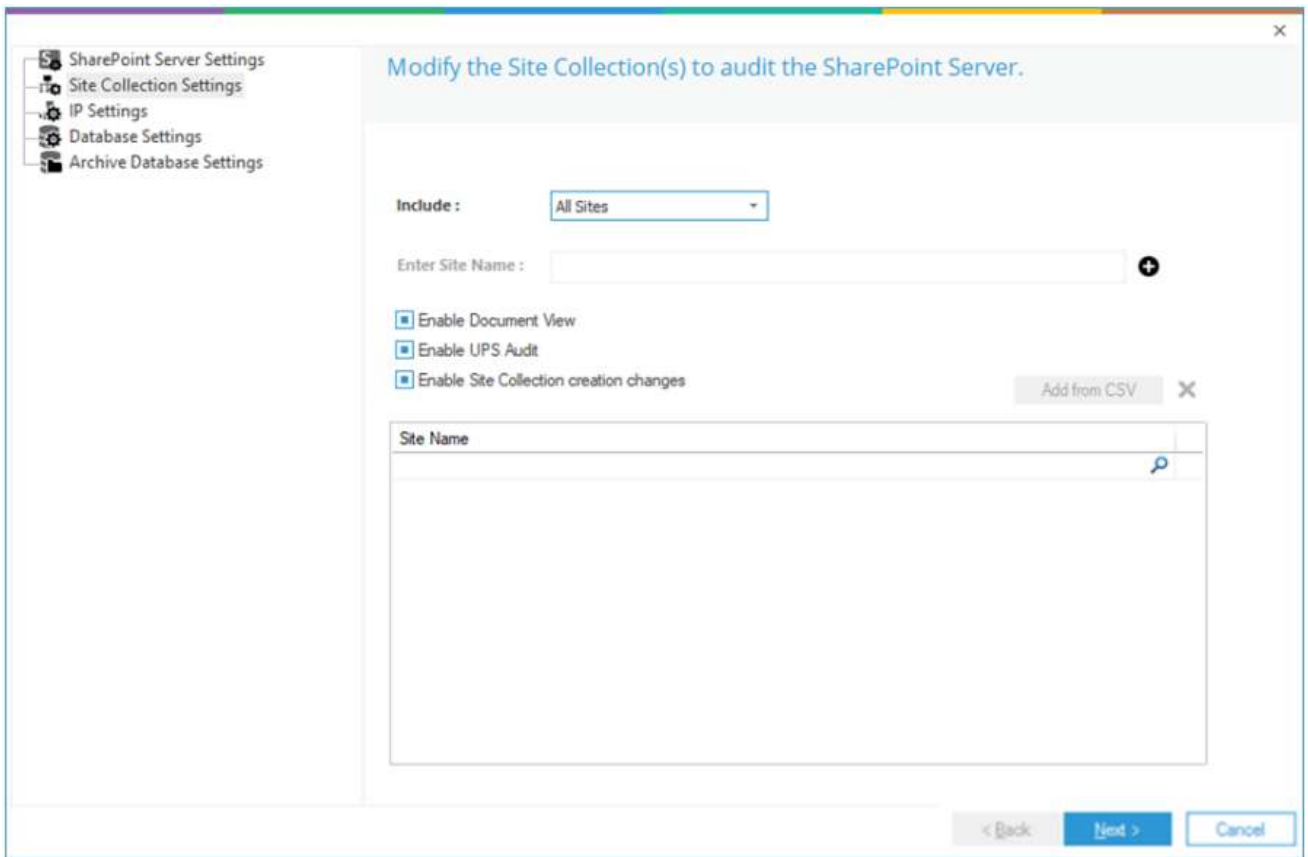 SharePoint Server Settings
Site Collection Settings
IP Settings
Database Settings
Archive Database Settings
Modify the Site Collection(s) to audit the SharePoint Server.
Include :
All Sites
Enter Site Name :
Enable Document View
Enable UPS Audit
Enable Site Collection creation changes
Add from CSV
Site Name
< Back
Next >
Cancel